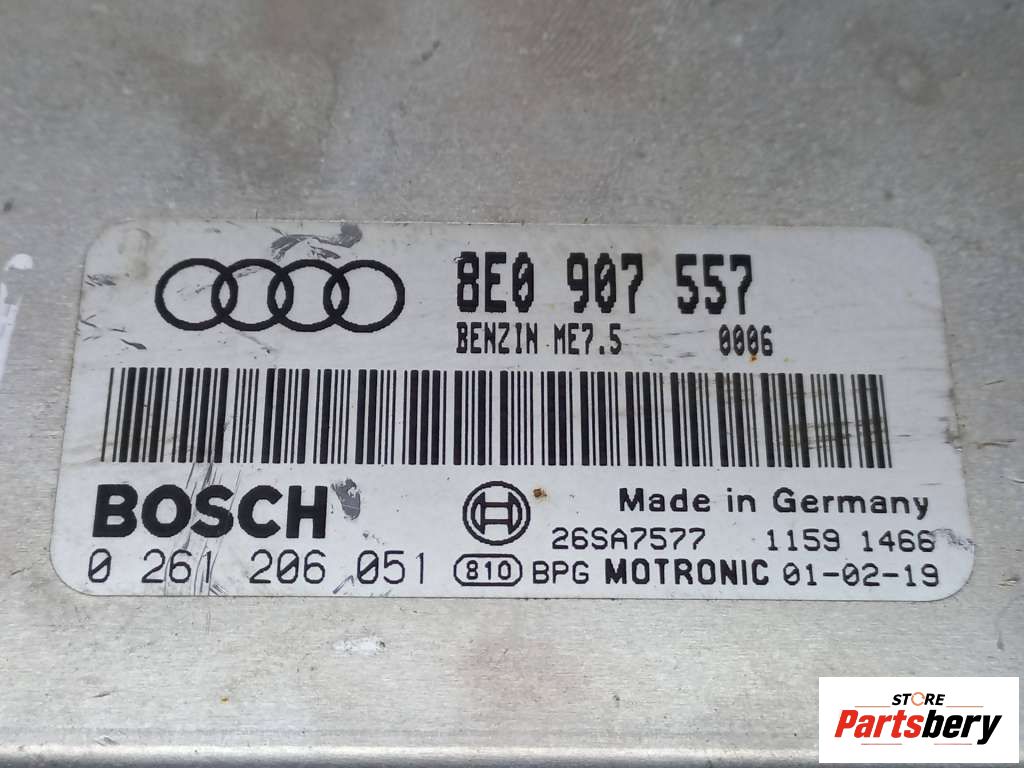 8E0 907 557
BENZIN ME7.5 0006
BOSCH
Made in Germany
26SA7577 1159 1466
0 261 206 051 810 BPG MOTRONIC 01-02-19
STORE
Partsbery